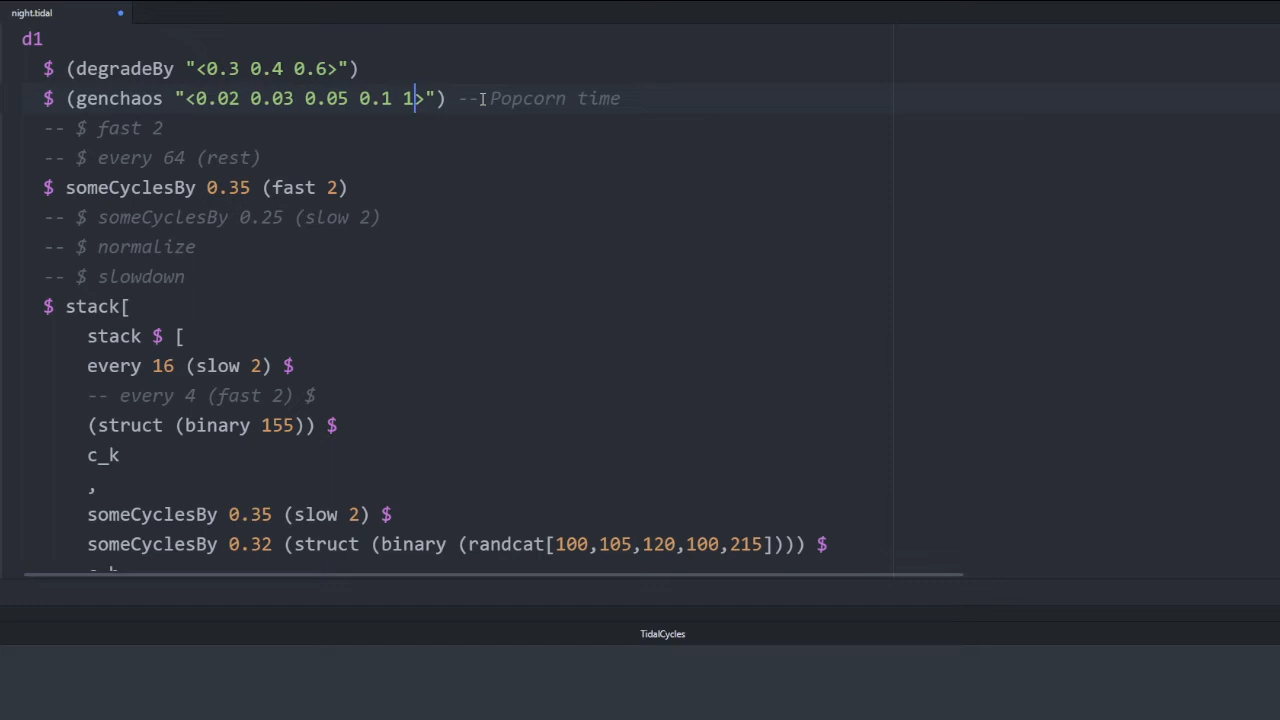 night.tidal
d1
$ (degradeBy "<0.3 0.4 0.6>")
$ (genchaos "<0.02 0.03 0.05 0.1 1>") -- Popcorn time
-- $ fast 2
-- $ every 64 (rest)
$ someCyclesBy 0.35 (fast 2)
-- $ someCyclesBy 0.25 (slow 2)
-- $ normalize
-- $ slowdown
$ stack[
stack $ [
every 16 (slow 2) $
-- every 4 (fast 2) $
(struct (binary 155)) $
c_k
,
someCyclesBy 0.35 (slow 2) $
someCyclesBy 0.32 (struct (binary (randcat[100,105,120,100,215]))) $
TidalCycles